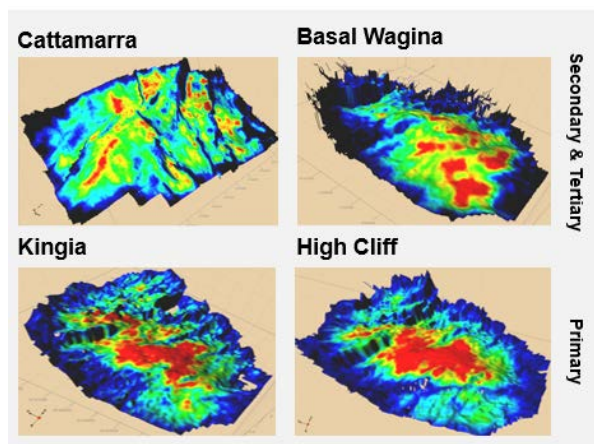 Cattamarra
Basal Wagina
Secondary & Tertiary
Kingia
High Cliff
Primary